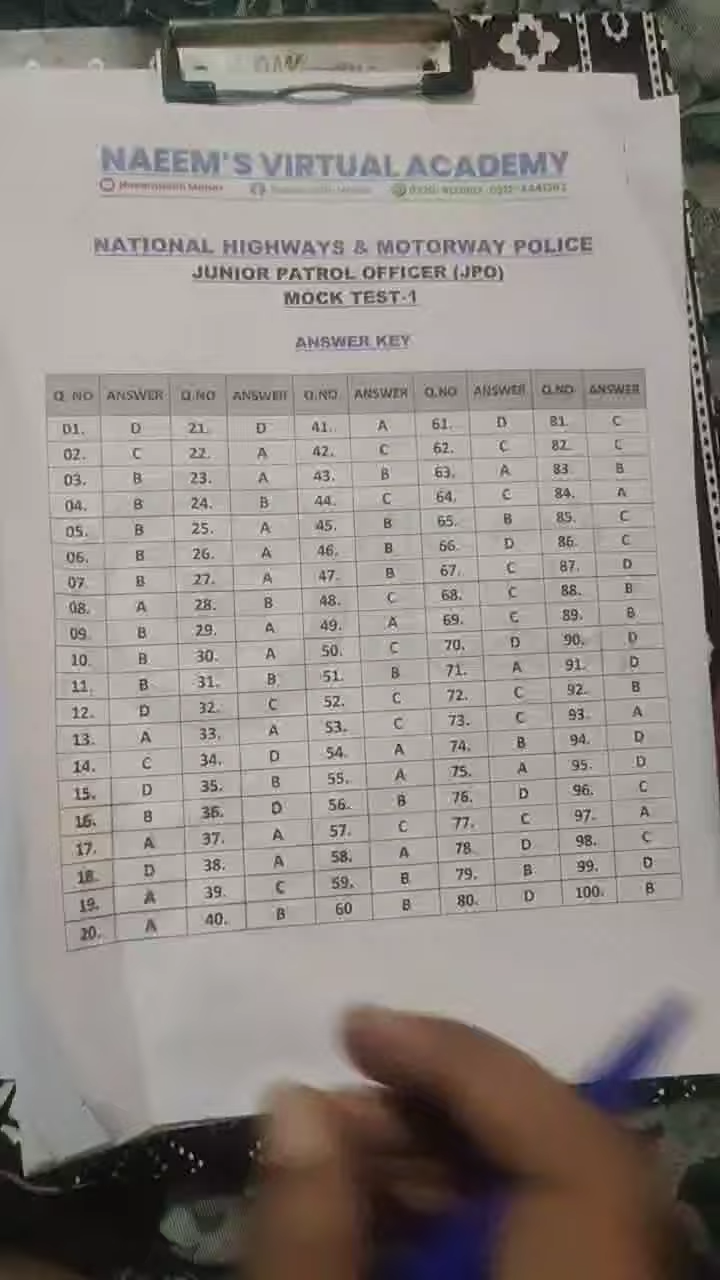 NAEEM'S VIRTUAL ACADEMY
NATIONAL HIGHWAYS & MOTORWAY POLICE
JUNIOR PATROL OFFICER (JPO)
MOCK TEST-1
ANSWER KEY
Q. NO ANSWER Q.NO ANSWER Q.NO ANSWER Q.NO ANSWER Q.NO ANSWER
01. D 21. D 41. A 61. D 81. C
02. C 22. A 42. C 62. C 82. C
03. B 23. A 43. B 63. A 83 B
04. B 24. B 44. C 64. C 84. A
05. B 25. A 45. B 65. B 85. C
06. B 26. A 46. B 66. D 86. C
07. B 27. A 47. B 67. C 87. D
08. A 28. B 48. C 68. C 88. B
09. B 29. A 49. A 69. C 89. B
10. B 30. A 50. C 70. D 90. D
11. B 31. B 51. B 71. A 91. D
12. D 32. C 52. C 72. C 92. B
13. A 33. A 53. C 73. C 93. A
14. C 34. D 54. A 74. B 94. D
15. D 35. B 55. A 75. A 95. D
16. B 36. D 56. B 76. D 96. C
17. A 37. A 57. C 77. C 97. A
18. D 38. A 58. A 78 D 98. C
19. A 39. C 59. B 79. B 99. D
20. A 40. B 60 B 80. D 100. B